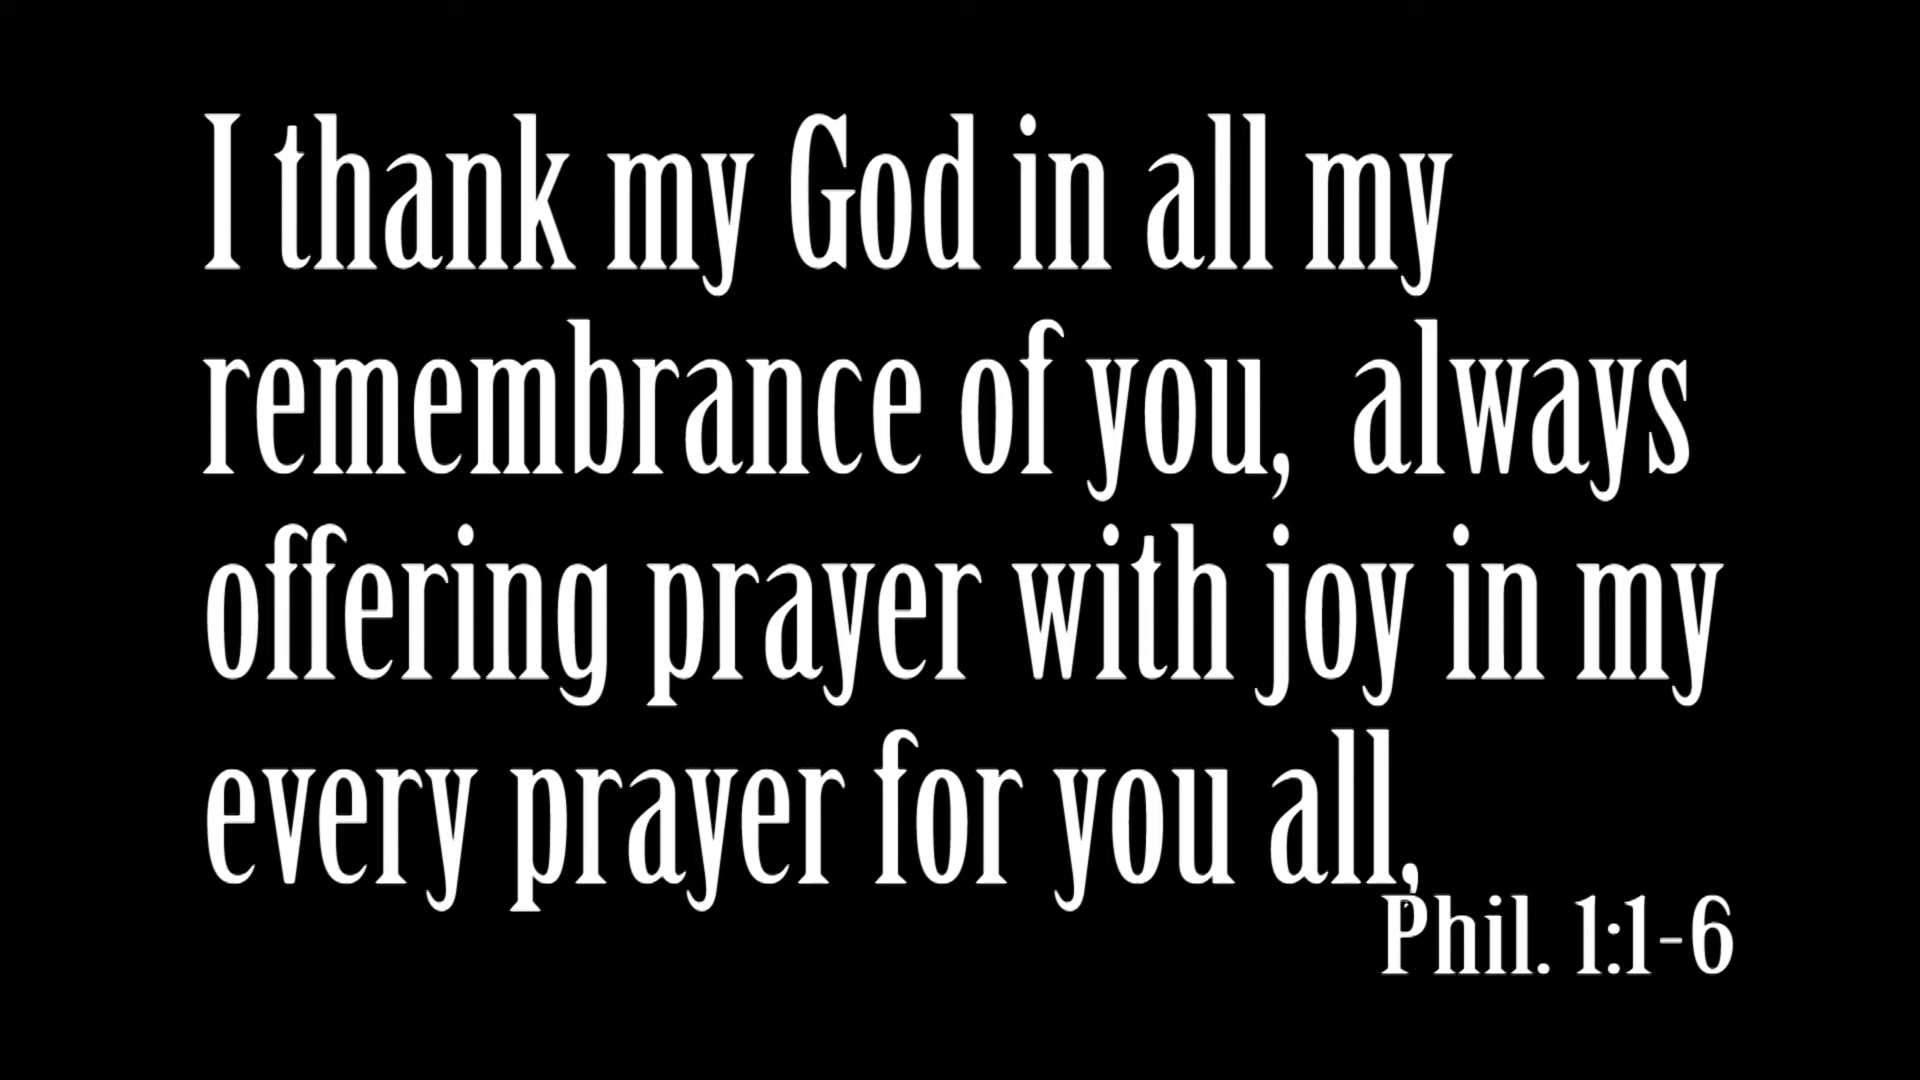 I thank my God in all my
remembrance of you,  always
offering prayer with joy in my
every prayer for you all,
Phil. 1:1-6